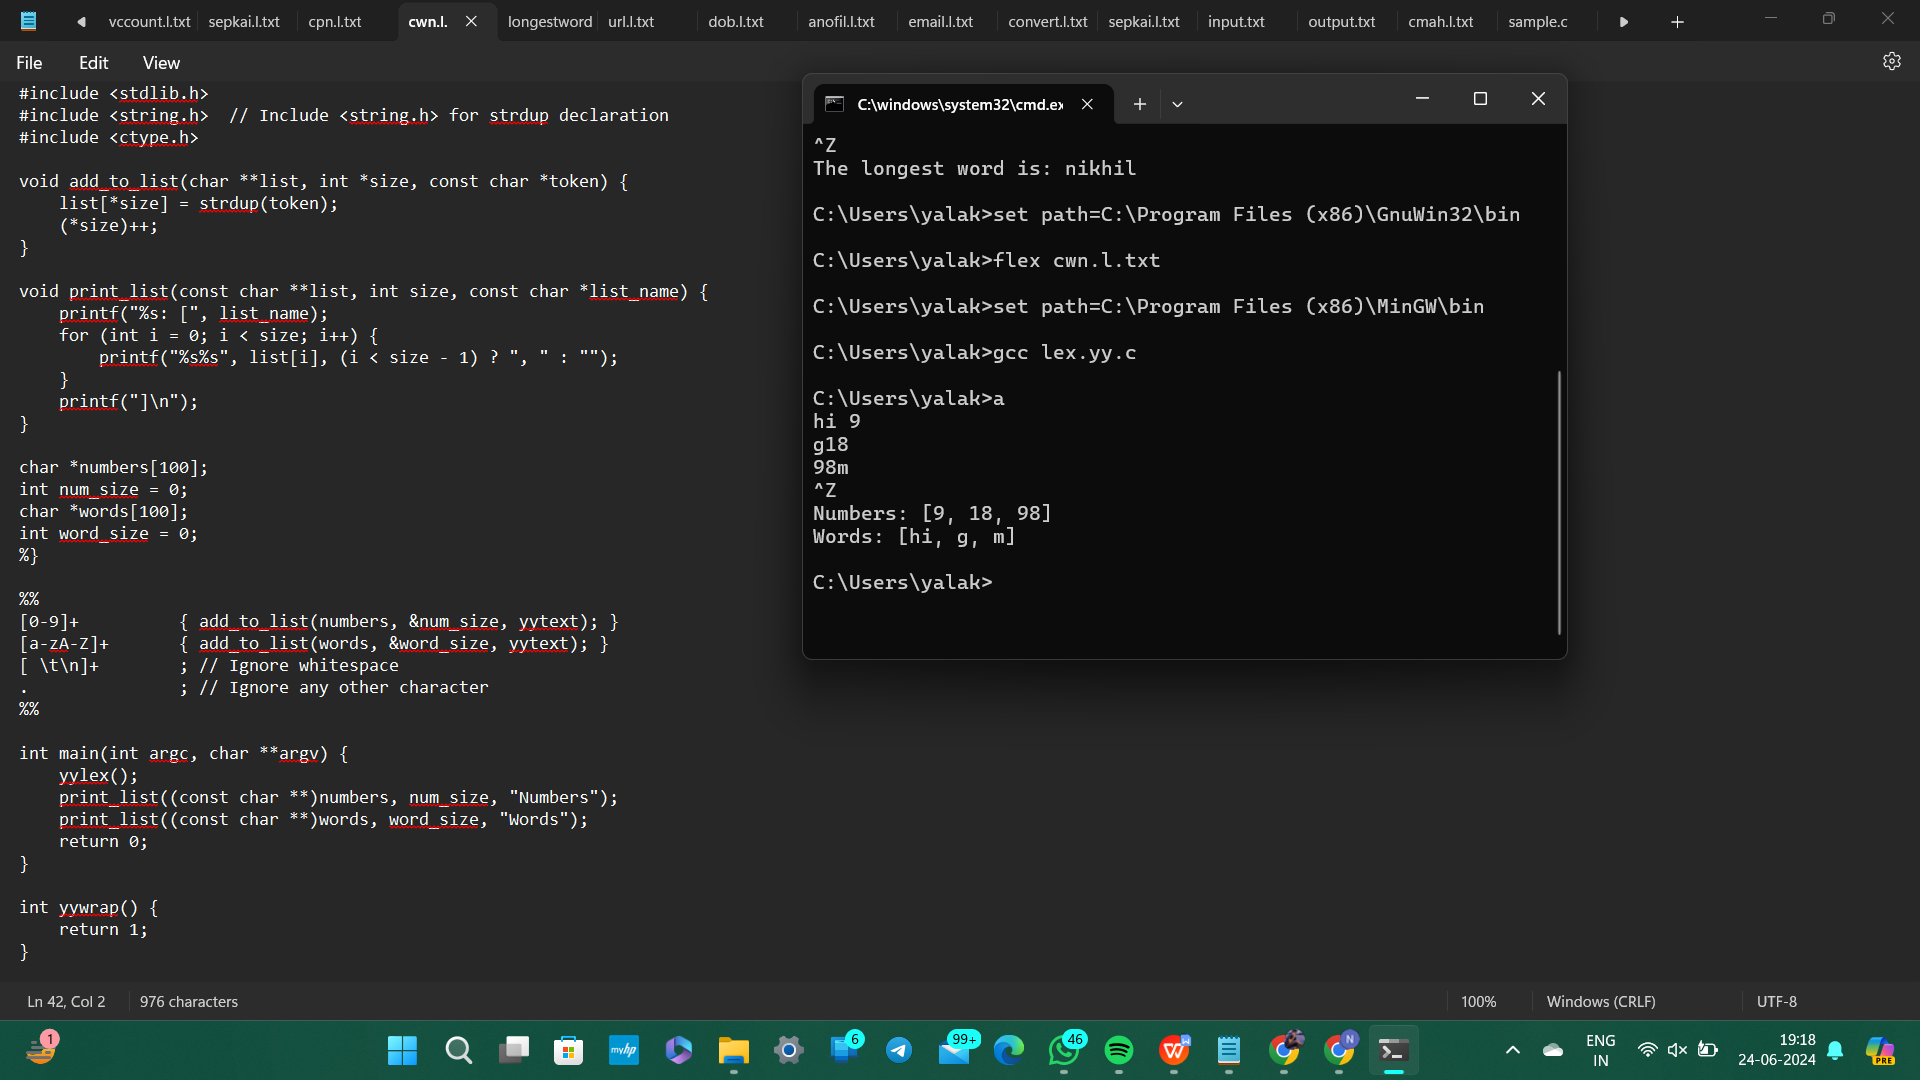 vccount.l.txt sepkai.l.txt cpn.l.txt cwn.l. longestword url.l.txt dob.l.txt anofil.l.txt email.l.txt convert.l.txt sepkai.l.txt input.txt output.txt cmah.l.txt sample.c
File Edit View
#include <stdlib.h>
#include <string.h>  // Include <string.h> for strdup declaration
#include <ctype.h>
void add_to_list(char **list, int *size, const char *token) {
    list[*size] = strdup(token);
    (*size)++;
}
void print_list(const char **list, int size, const char *list_name) {
    printf("%s: [", list_name);
    for (int i = 0; i < size; i++) {
        printf("%s%s", list[i], (i < size - 1) ? ", " : "");
    }
    printf("]\n");
}
char *numbers[100];
int num_size = 0;
char *words[100];
int word_size = 0;
%}
%%
[0-9]+          { add_to_list(numbers, &num_size, yytext); }
[a-zA-Z]+       { add_to_list(words, &word_size, yytext); }
[ \t\n]+        ; // Ignore whitespace
.               ; // Ignore any other character
%%
int main(int argc, char **argv) {
    yylex();
    print_list((const char **)numbers, num_size, "Numbers");
    print_list((const char **)words, word_size, "Words");
    return 0;
}
int yywrap() {
    return 1;
}
C:\windows\system32\cmd.ex
^Z
The longest word is: nikhil
C:\Users\yalak>set path=C:\Program Files (x86)\GnuWin32\bin
C:\Users\yalak>flex cwn.l.txt
C:\Users\yalak>set path=C:\Program Files (x86)\MinGW\bin
C:\Users\yalak>gcc lex.yy.c
C:\Users\yalak>a
hi 9
g18
98m
^Z
Numbers: [9, 18, 98]
Words: [hi, g, m]
C:\Users\yalak>
Ln 42, Col 2 976 characters 100% Windows (CRLF) UTF-8
1 myhp 6 99+ 46 W N ENG 19:18 PRE
IN 24-06-2024